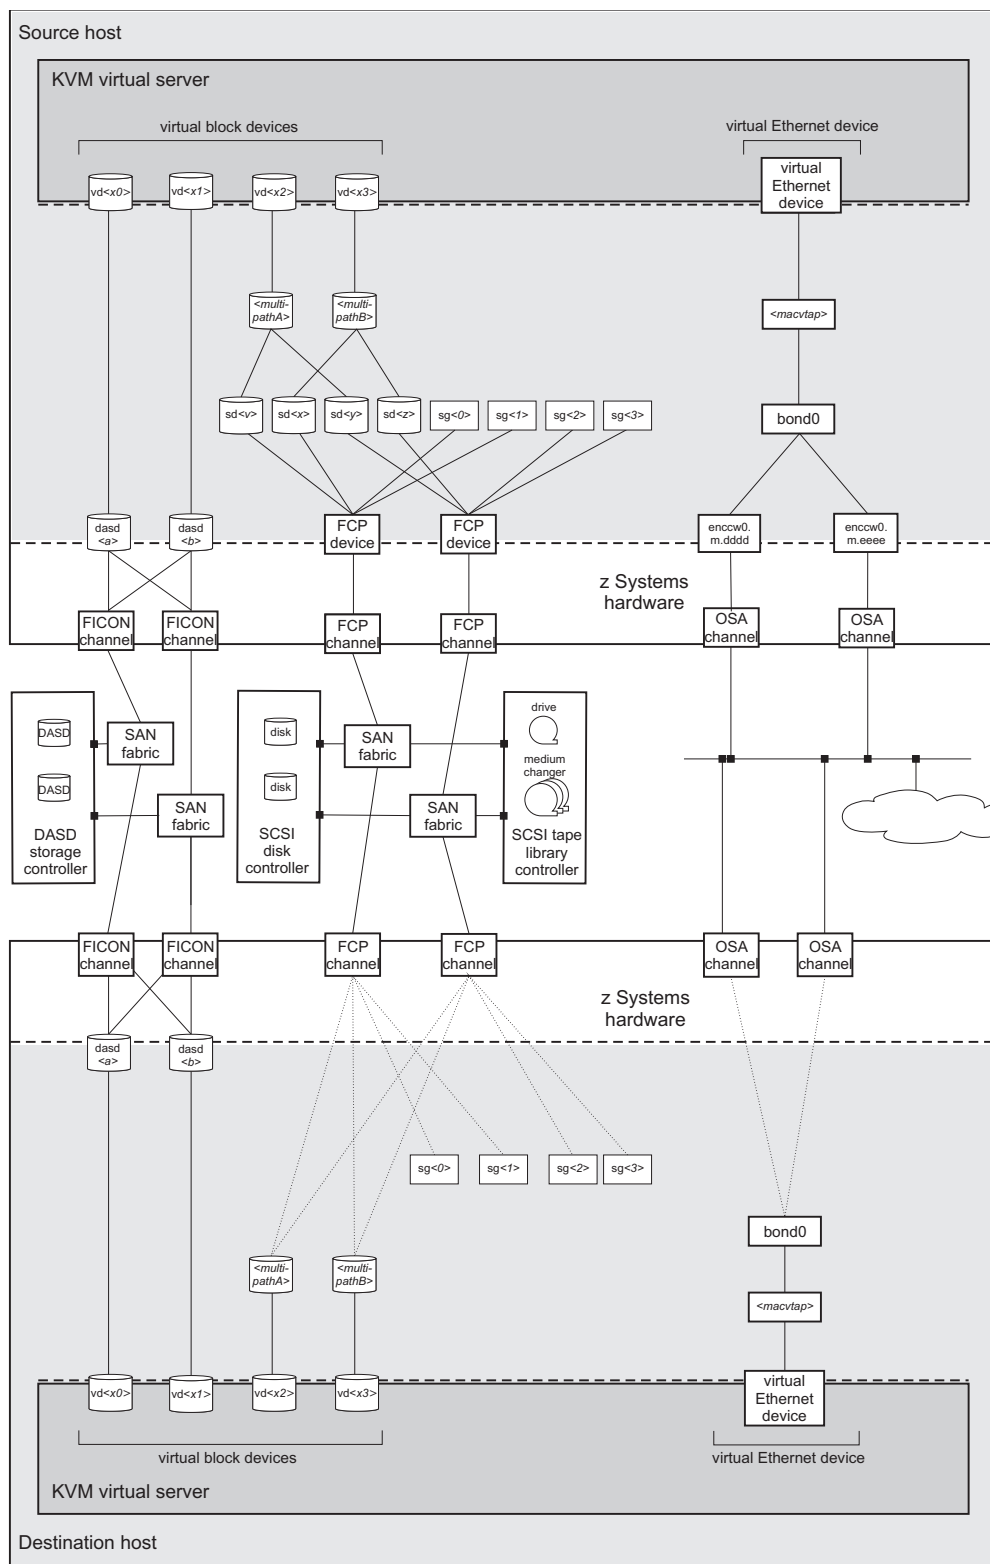 Source host
KVM virtual server
virtual block devices
virtual Ethernet device
vd<x0>
vd<x1>
vd<x2>
vd<x3>
virtual
Ethernet
device
<multi-
pathA>
<multi-
pathB>
<macvtap>
sd<v>
sd<x>
sd<y>
sd<z>
sg<0>
sg<1>
sg<2>
sg<3>
bond0
dasd
<a>
dasd
<b>
FCP
device
FCP
device
enccw0.
m.dddd
enccw0.
m.eeee
z Systems
hardware
FICON
channel
FICON
channel
FCP
channel
FCP
channel
OSA
channel
OSA
channel
DASD
DASD
DASD
storage
controller
SAN
fabric
SAN
fabric
disk
disk
SCSI
disk
controller
SAN
fabric
SAN
fabric
drive
medium
changer
SCSI tape
library
controller
FICON
channel
FICON
channel
FCP
channel
FCP
channel
OSA
channel
OSA
channel
z Systems
hardware
dasd
<a>
dasd
<b>
sg<0>
sg<1>
sg<2>
sg<3>
bond0
<multi-
pathA>
<multi-
pathB>
<macvtap>
vd<x0>
vd<x1>
vd<x2>
vd<x3>
virtual
Ethernet
device
virtual block devices
virtual Ethernet device
KVM virtual server
Destination host